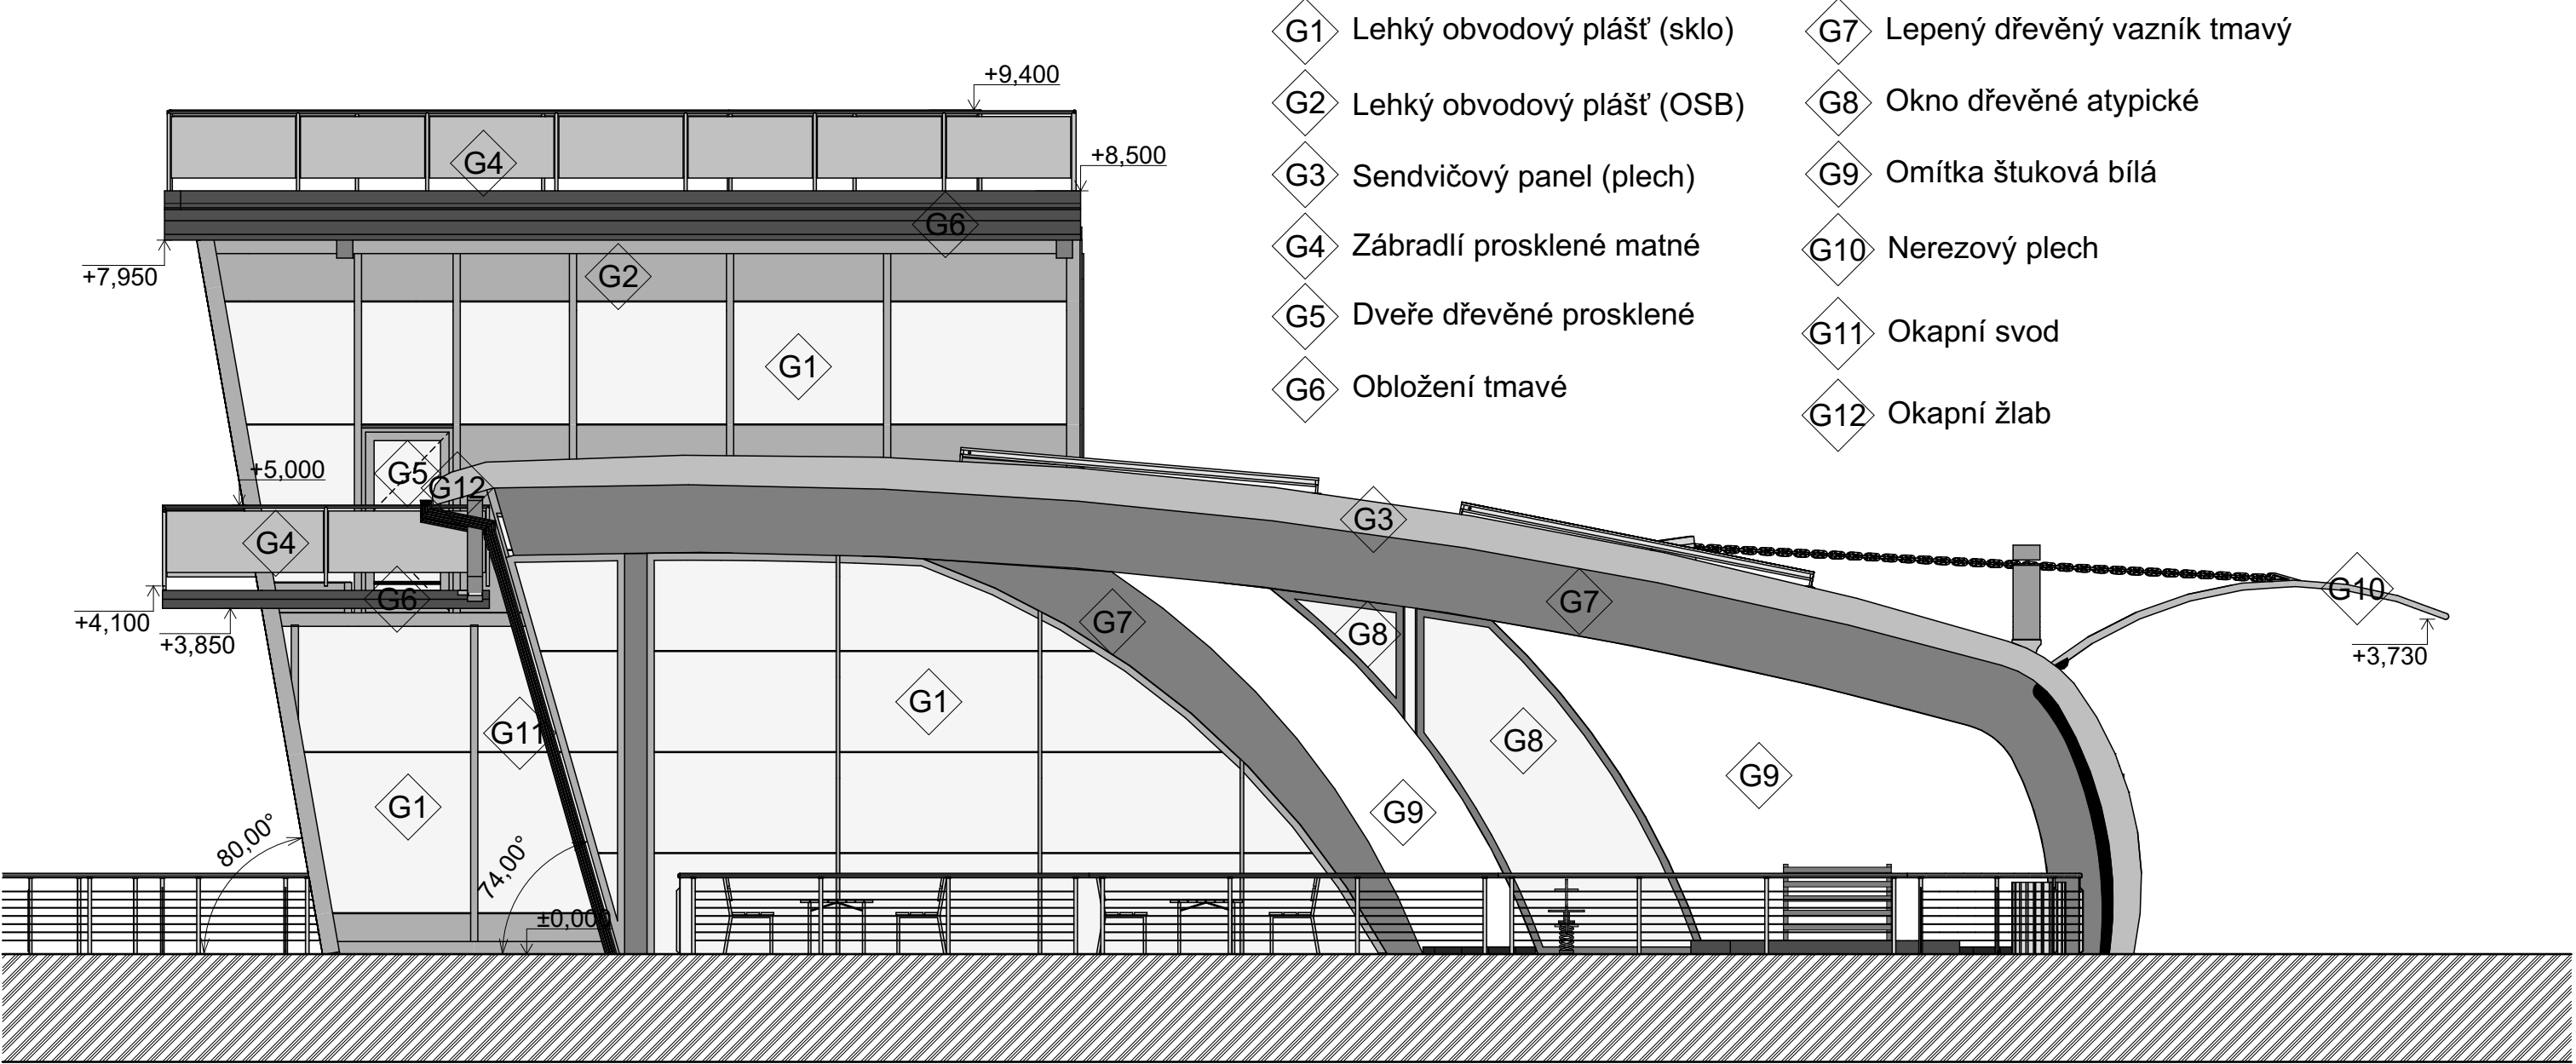 G1 Lehký obvodový plášť (sklo)
G2 Lehký obvodový plášť (OSB)
G3 Sendvičový panel (plech)
G4 Zábradlí prosklené matné
G5 Dveře dřevěné prosklené
G6 Obložení tmavé
G7 Lepený dřevěný vazník tmavý
G8 Okno dřevěné atypické
G9 Omítka štuková bílá
G10 Nerezový plech
G11 Okapní svod
G12 Okapní žlab
+9,400
G4
+8,500
G6
+7,950
G2
G1
+5,000
G5
G12
G3
G4
G6
G10
+4,100
+3,850
G7
G7
G8
+3,730
G1
G11
G8
G9
G1
G9
80,00°
74,00°
±0,000